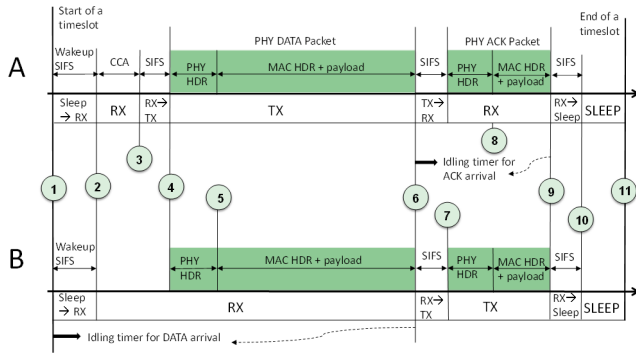 Start of a
timeslot
End of a
timeslot
PHY DATA Packet
PHY ACK Packet
Wakeup
SIFS
CCA
SIFS
PHY
HDR
MAC HDR + payload
SIFS
PHY
HDR
MAC HDR
+ payload
SIFS
A
Sleep
→ RX
RX
RX→
TX
TX
TX→
RX
RX
RX→
Sleep
SLEEP
8
3
Idling timer for
ACK arrival
1
2
4
5
6
7
9
10
11
Wakeup
SIFS
PHY
HDR
MAC HDR + payload
SIFS
PHY
HDR
MAC HDR
+ payload
SIFS
B
Sleep
→ RX
RX
RX→
TX
TX
RX→
Sleep
SLEEP
Idling timer for DATA arrival